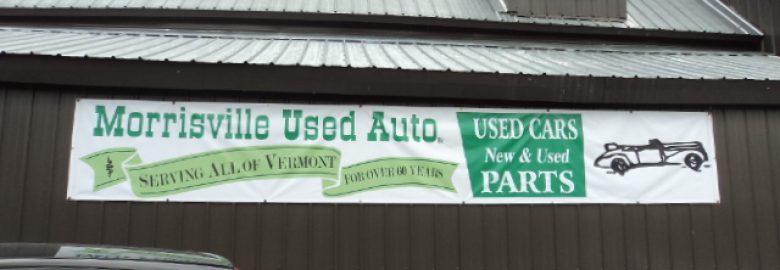 Morrisville Used Auto
SERVING ALL OF VERMONT
FOR OVER 60 YEARS
USED CARS
New & Used
PARTS